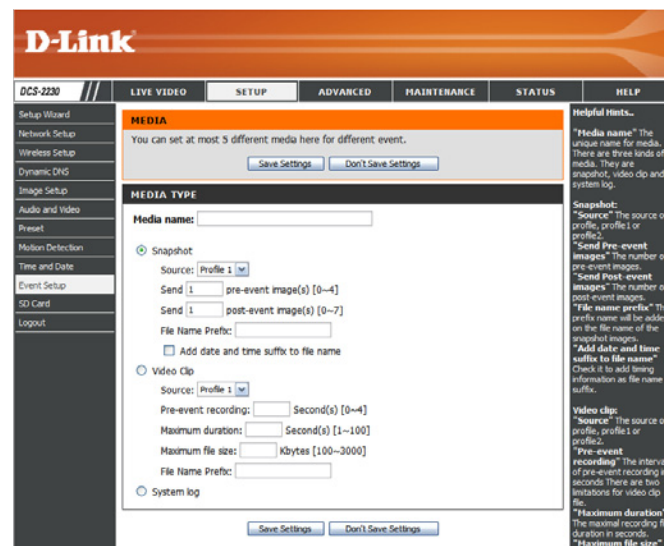 D-Link
DCS-2230
LIVE VIDEO
SETUP
ADVANCED
MAINTENANCE
STATUS
HELP
Setup Wizard
Network Setup
Wireless Setup
Dynamic DNS
Image Setup
Audio and Video
Preset
Motion Detection
Time and Date
Event Setup
SD Card
Logout
MEDIA
You can set at most 5 different media here for different event.
Save Settings Don't Save Settings
MEDIA TYPE
Media name:
Snapshot
Source: Profile 1
Send 1 pre-event image(s) [0~4]
Send 1 post-event image(s) [0~7]
File Name Prefix:
Add date and time suffix to file name
Video Clip
Source: Profile 1
Pre-event recording: Second(s) [0~4]
Maximum duration: Second(s) [1~100]
Maximum file size: Kbytes [100~3000]
File Name Prefix:
System log
Save Settings Don't Save Settings
Helpful Hints..
"Media name" The
unique name for media.
There are three kinds of
media. They are
snapshot, video clip and
system log.
Snapshot:
"Source" The source
profile, profile1 or
profile2.
"Send Pre-event
images" The number
pre-event images.
"Send Post-event
images" The number
post-event images.
"File name prefix"
prefix name will be
on the file name of the
snapshot images.
"Add date and time
suffix to file name"
Check it to add timing
information as file name
suffix.
Video clip:
"Source" The source
profile, profile1 or
profile2.
"Pre-event
recording" The
of pre-event recording
seconds There are two
limitations for video clip
file.
"Maximum duration"
The maximal recording
duration in seconds.
"Maximum file size"